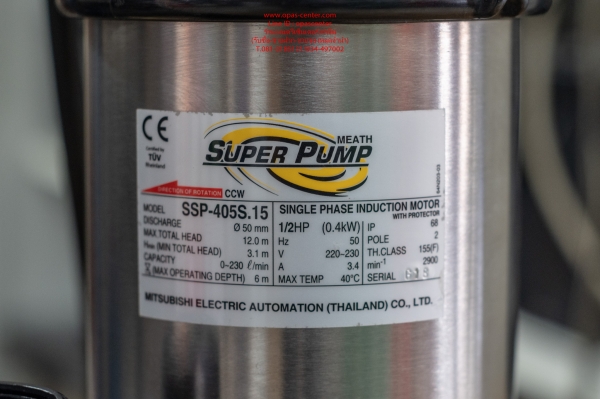 www.opas-center.com
CE
TÜV
Rheinland
MEATH
SUPER PUMP
DIRECTION OF ROTATION CCW
MODEL SSP-405S.15
DISCHARGE Ø 50 mm
MAX TOTAL HEAD 12.0 m
Hmin (MIN TOTAL HEAD) 3.1 m
CAPACITY 0~230 ℓ/min
(MAX OPERATING DEPTH) 6 m
SINGLE PHASE INDUCTION MOTOR
WITH PROTECTOR
1/2HP (0.4kW) IP 68
Hz 50 POLE 2
V 220–230 TH.CLASS 155(F)
A 3.4 min⁻¹ 2900
MAX TEMP 40°C SERIAL
MITSUBISHI ELECTRIC AUTOMATION (THAILAND) CO., LTD.